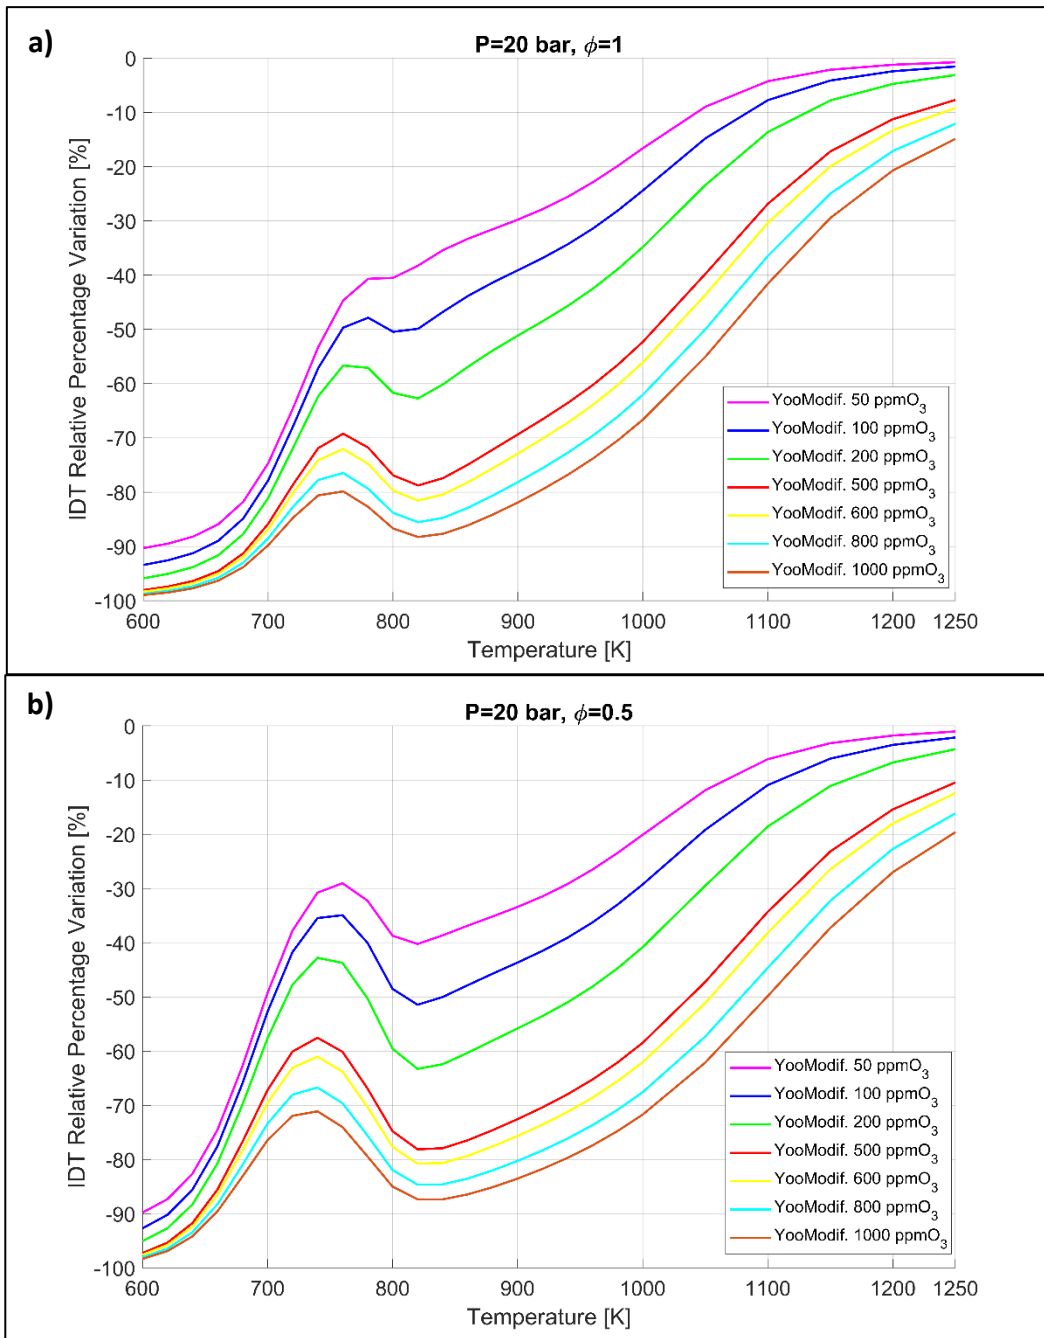 a)
P=20 bar, ϕ=1
IDT Relative Percentage Variation [%]
0
-10
-20
-30
-40
-50
-60
-70
-80
-90
-100
YooModif. 50 ppmO₃
YooModif. 100 ppmO₃
YooModif. 200 ppmO₃
YooModif. 500 ppmO₃
YooModif. 600 ppmO₃
YooModif. 800 ppmO₃
YooModif. 1000 ppmO₃
600 700 800 900 1000 1100 1200 1250
Temperature [K]
b)
P=20 bar, ϕ=0.5
IDT Relative Percentage Variation [%]
0
-10
-20
-30
-40
-50
-60
-70
-80
-90
-100
YooModif. 50 ppmO₃
YooModif. 100 ppmO₃
YooModif. 200 ppmO₃
YooModif. 500 ppmO₃
YooModif. 600 ppmO₃
YooModif. 800 ppmO₃
YooModif. 1000 ppmO₃
600 700 800 900 1000 1100 1200 1250
Temperature [K]